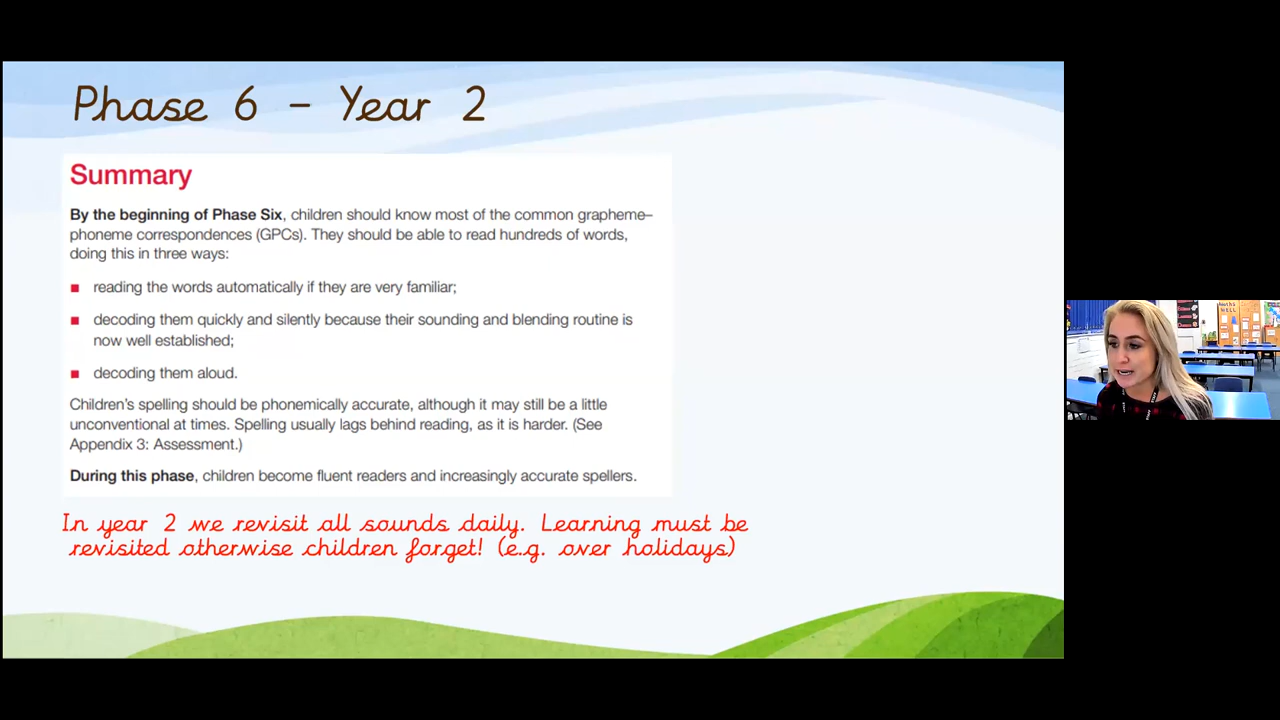 Phase 6 - Year 2
Summary
By the beginning of Phase Six, children should know most of the common grapheme–
phoneme correspondences (GPCs). They should be able to read hundreds of words,
doing this in three ways:
reading the words automatically if they are very familiar;
decoding them quickly and silently because their sounding and blending routine is
now well established;
decoding them aloud.
Children's spelling should be phonemically accurate, although it may still be a little
unconventional at times. Spelling usually lags behind reading, as it is harder. (See
Appendix 3: Assessment.)
During this phase, children become fluent readers and increasingly accurate spellers.
In year 2 we revisit all sounds daily. Learning must be
revisited otherwise children forget! (e.g. over holidays)